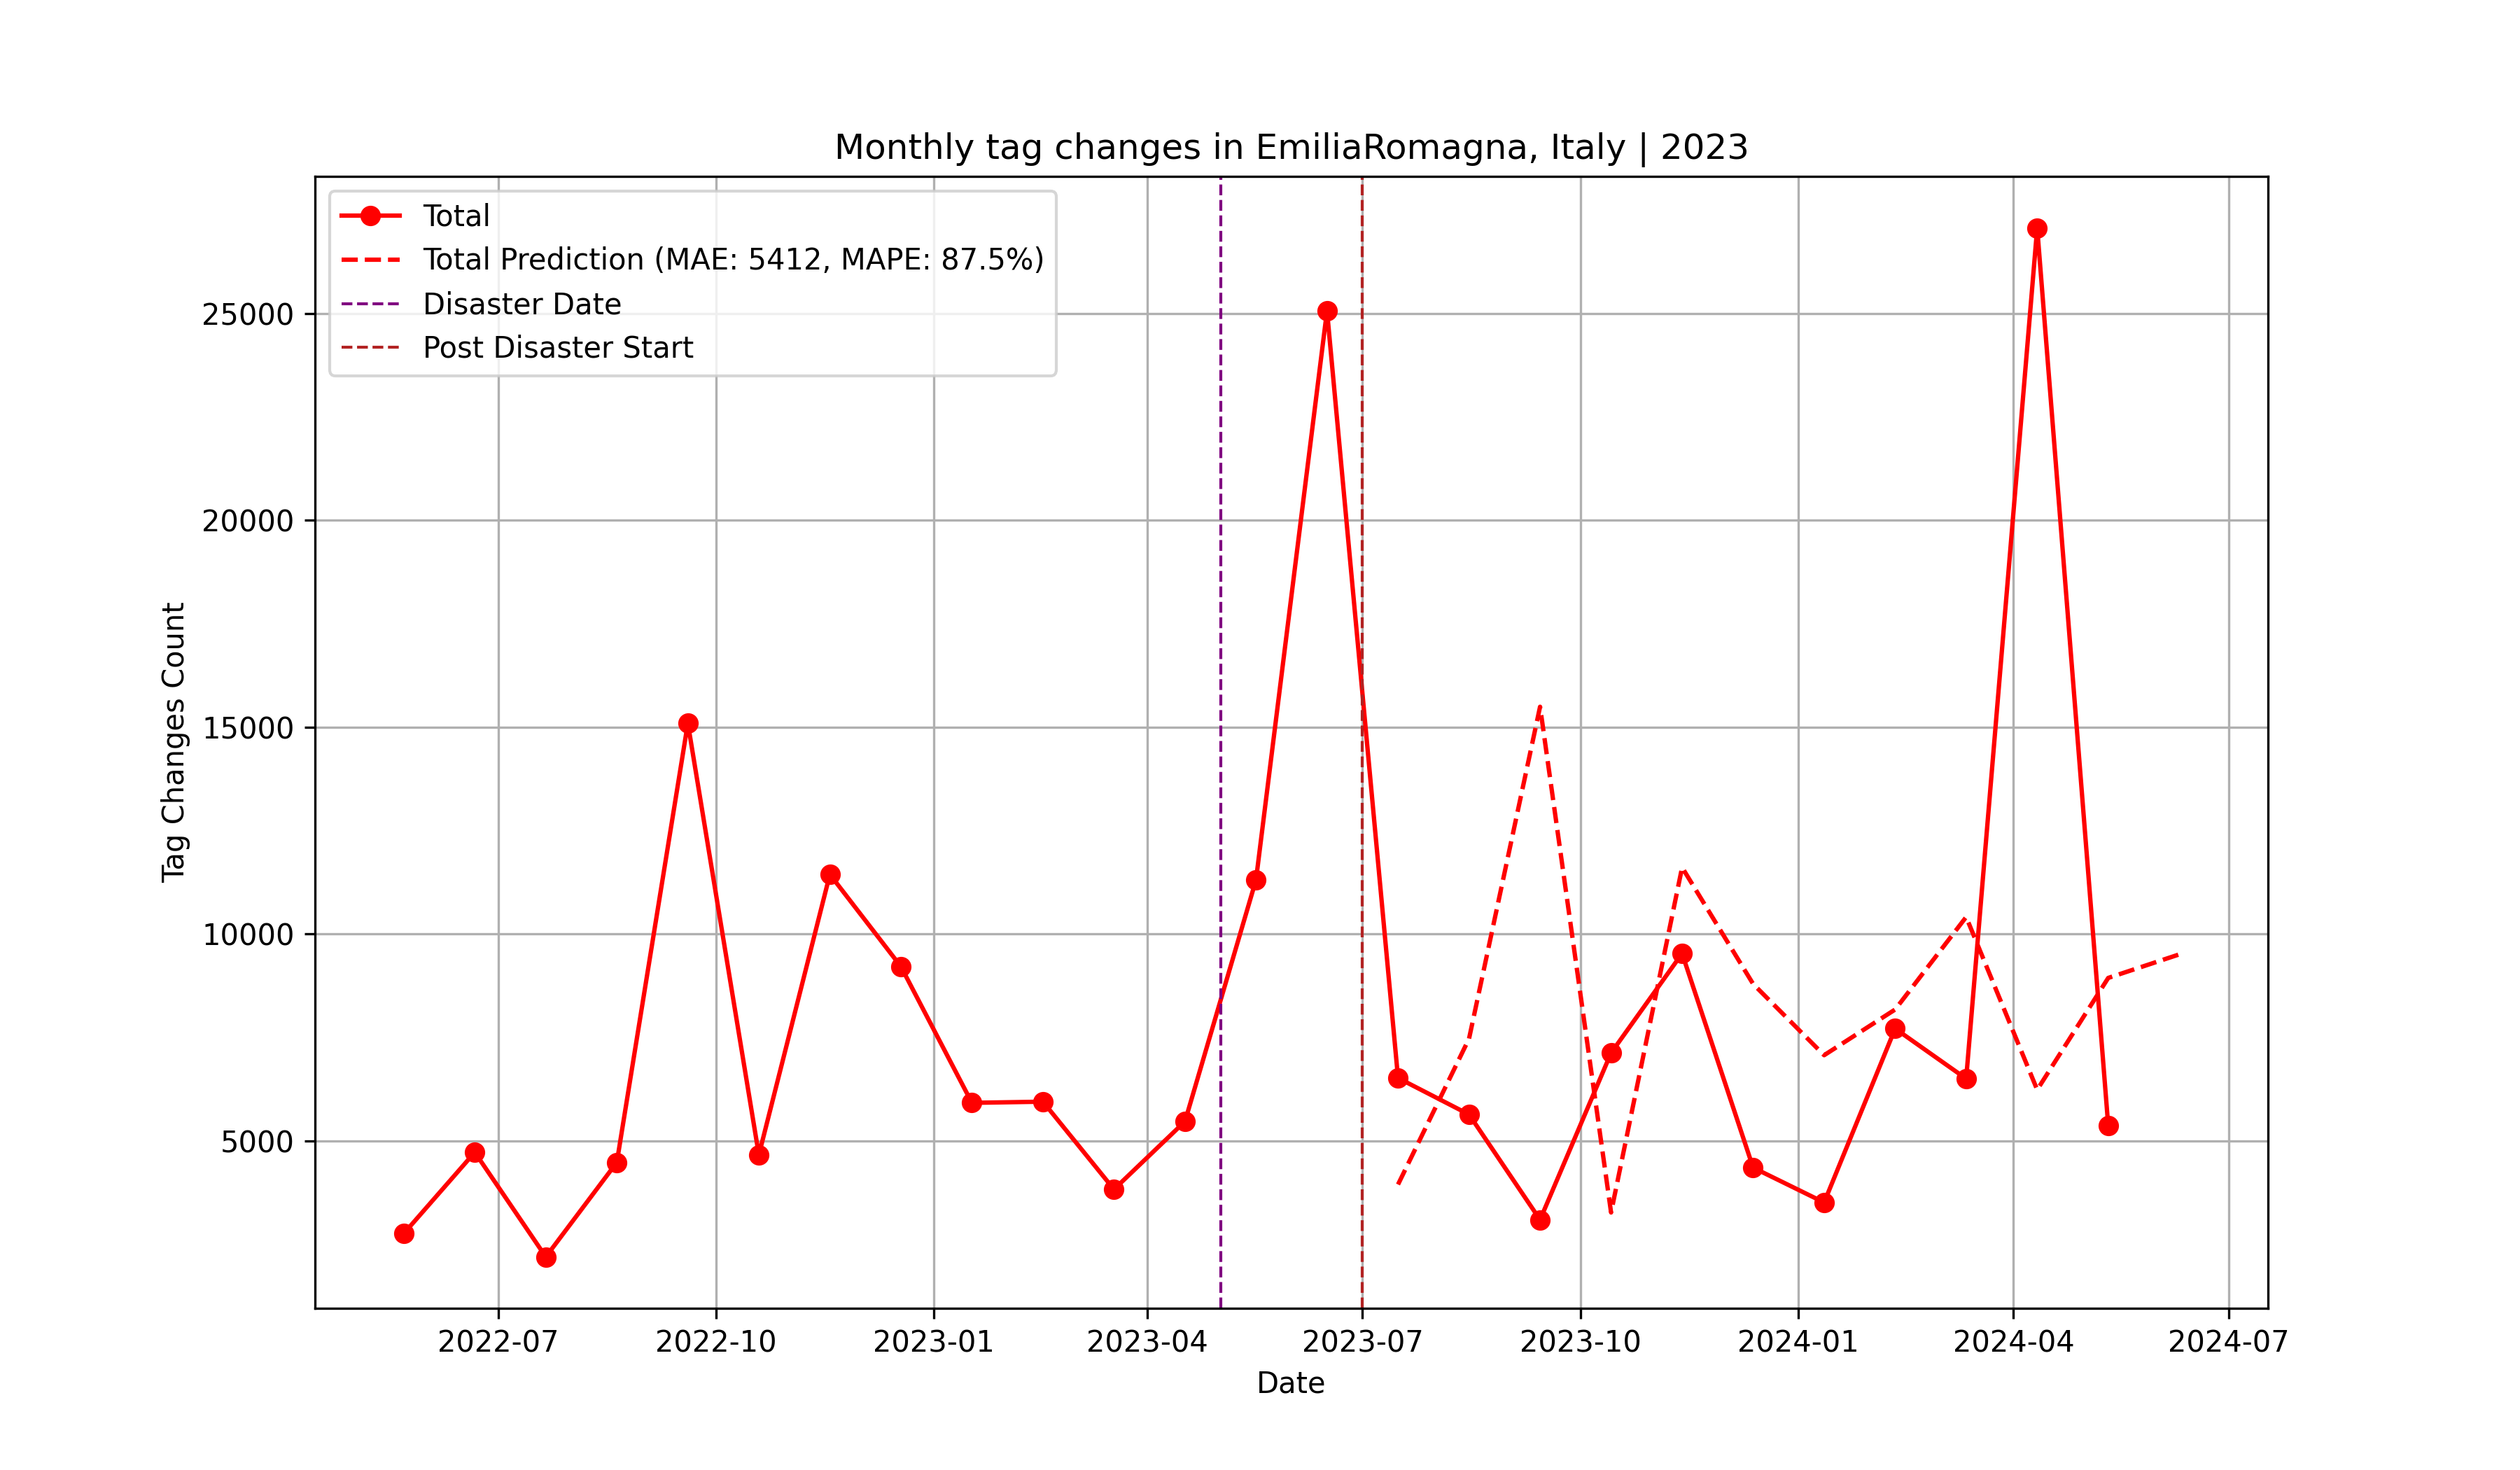 Monthly tag changes in EmiliaRomagna, Italy | 2023
Total
Total Prediction (MAE: 5412, MAPE: 87.5%)
Disaster Date
Post Disaster Start
25000
20000
15000
10000
5000
Tag Changes Count
2022-07
2022-10
2023-01
2023-04
2023-07
2023-10
2024-01
2024-04
2024-07
Date